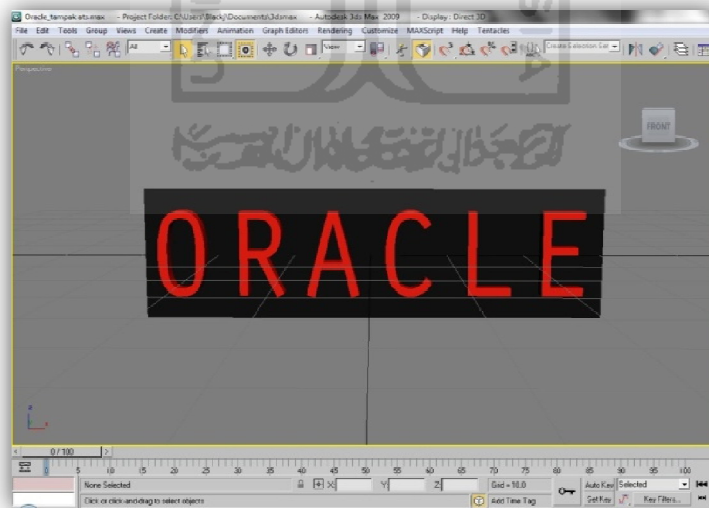 Oracle_tampak ats.max - Project Folder: C:\Users\Blackj\Documents\3dsmax - Autodesk 3ds Max 2009 - Display : Direct 3D
File Edit Tools Group Views Create Modifiers Animation Graph Editors Rendering Customize MAXScript Help Tentacles
All View Create Selection Set
Perspective
FRONT
ORACLE
z
x
0 / 100
0 5 10 15 20 25 30 35 40 45 50 55 60 65 70 75 80 85 90 95 100
None Selected X: Y: Z: Grid = 10.0 Auto Key Selected
Click or click-and-drag to select objects Add Time Tag Set Key Key Filters...